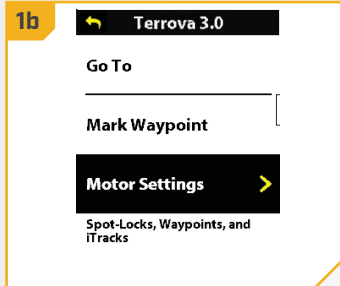 1b
Terrova 3.0
Go To
Mark Waypoint
Motor Settings
Spot-Locks, Waypoints, and
iTracks